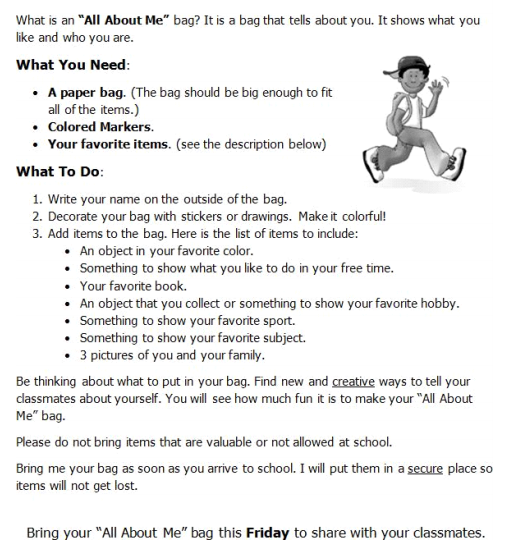 What is an "All About Me" bag? It is a bag that tells about you. It shows what you
like and who you are.
What You Need:
• A paper bag. (The bag should be big enough to fit
all of the items.)
• Colored Markers.
• Your favorite items. (see the description below)
What To Do:
1. Write your name on the outside of the bag.
2. Decorate your bag with stickers or drawings. Make it colorful!
3. Add items to the bag. Here is the list of items to include:
• An object in your favorite color.
• Something to show what you like to do in your free time.
• Your favorite book.
• An object that you collect or something to show your favorite hobby.
• Something to show your favorite sport.
• Something to show your favorite subject.
• 3 pictures of you and your family.
Be thinking about what to put in your bag. Find new and creative ways to tell your
classmates about yourself. You will see how much fun it is to make your "All About
Me" bag.
Please do not bring items that are valuable or not allowed at school.
Bring me your bag as soon as you arrive to school. I will put them in a secure place so
items will not get lost.
Bring your "All About Me" bag this Friday to share with your classmates.